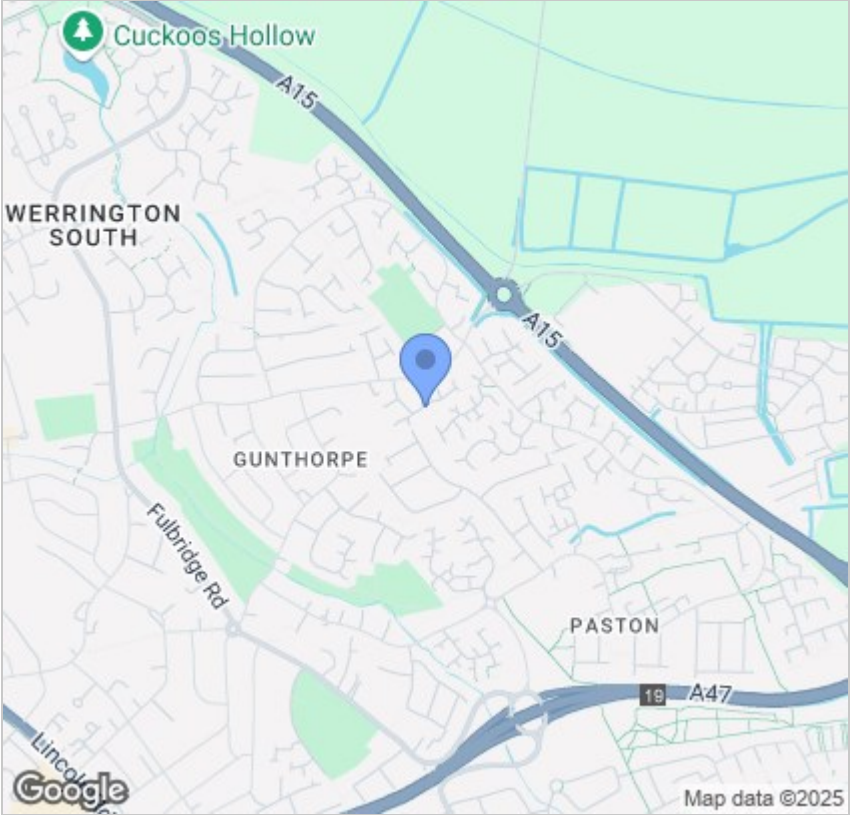 Cuckoos Hollow
A15
WERRINGTON
SOUTH
A15
GUNTHORPE
Fulbridge Rd
PASTON
19
A47
Google
Map data ©2025